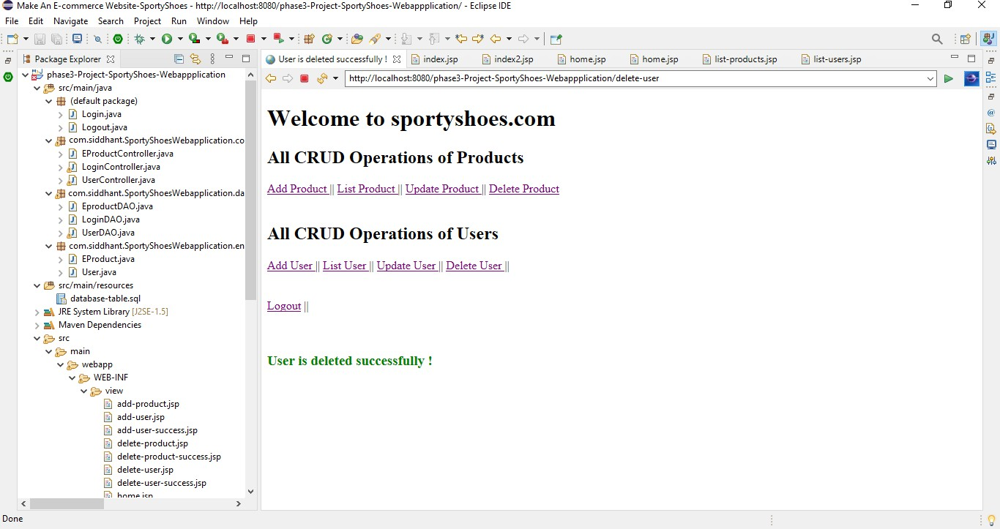 Make An E-commerce Website-SportyShoes - http://localhost:8080/phase3-Project-SportyShoes-Webappplication/ - Eclipse IDE
File Edit Navigate Search Project Run Window Help
Package Explorer
phase3-Project-SportyShoes-Webappplication
src/main/java
(default package)
Login.java
Logout.java
com.siddhant.SportyShoesWebapplication.co
EProductController.java
LoginController.java
UserController.java
com.siddhant.SportyShoesWebapplication.da
EproductDAO.java
LoginDAO.java
UserDAO.java
com.siddhant.SportyShoesWebapplication.en
EProduct.java
User.java
src/main/resources
database-table.sql
JRE System Library [J2SE-1.5]
Maven Dependencies
src
main
webapp
WEB-INF
view
add-product.jsp
add-user.jsp
add-user-success.jsp
delete-product.jsp
delete-product-success.jsp
delete-user.jsp
delete-user-success.jsp
home.jsp
User is deleted successfully ! index.jsp index2.jsp home.jsp home.jsp list-products.jsp list-users.jsp
http://localhost:8080/phase3-Project-SportyShoes-Webappplication/delete-user
Welcome to sportyshoes.com
All CRUD Operations of Products
Add Product || List Product || Update Product || Delete Product
All CRUD Operations of Users
Add User || List User || Update User || Delete User ||
Logout ||
User is deleted successfully !
Done